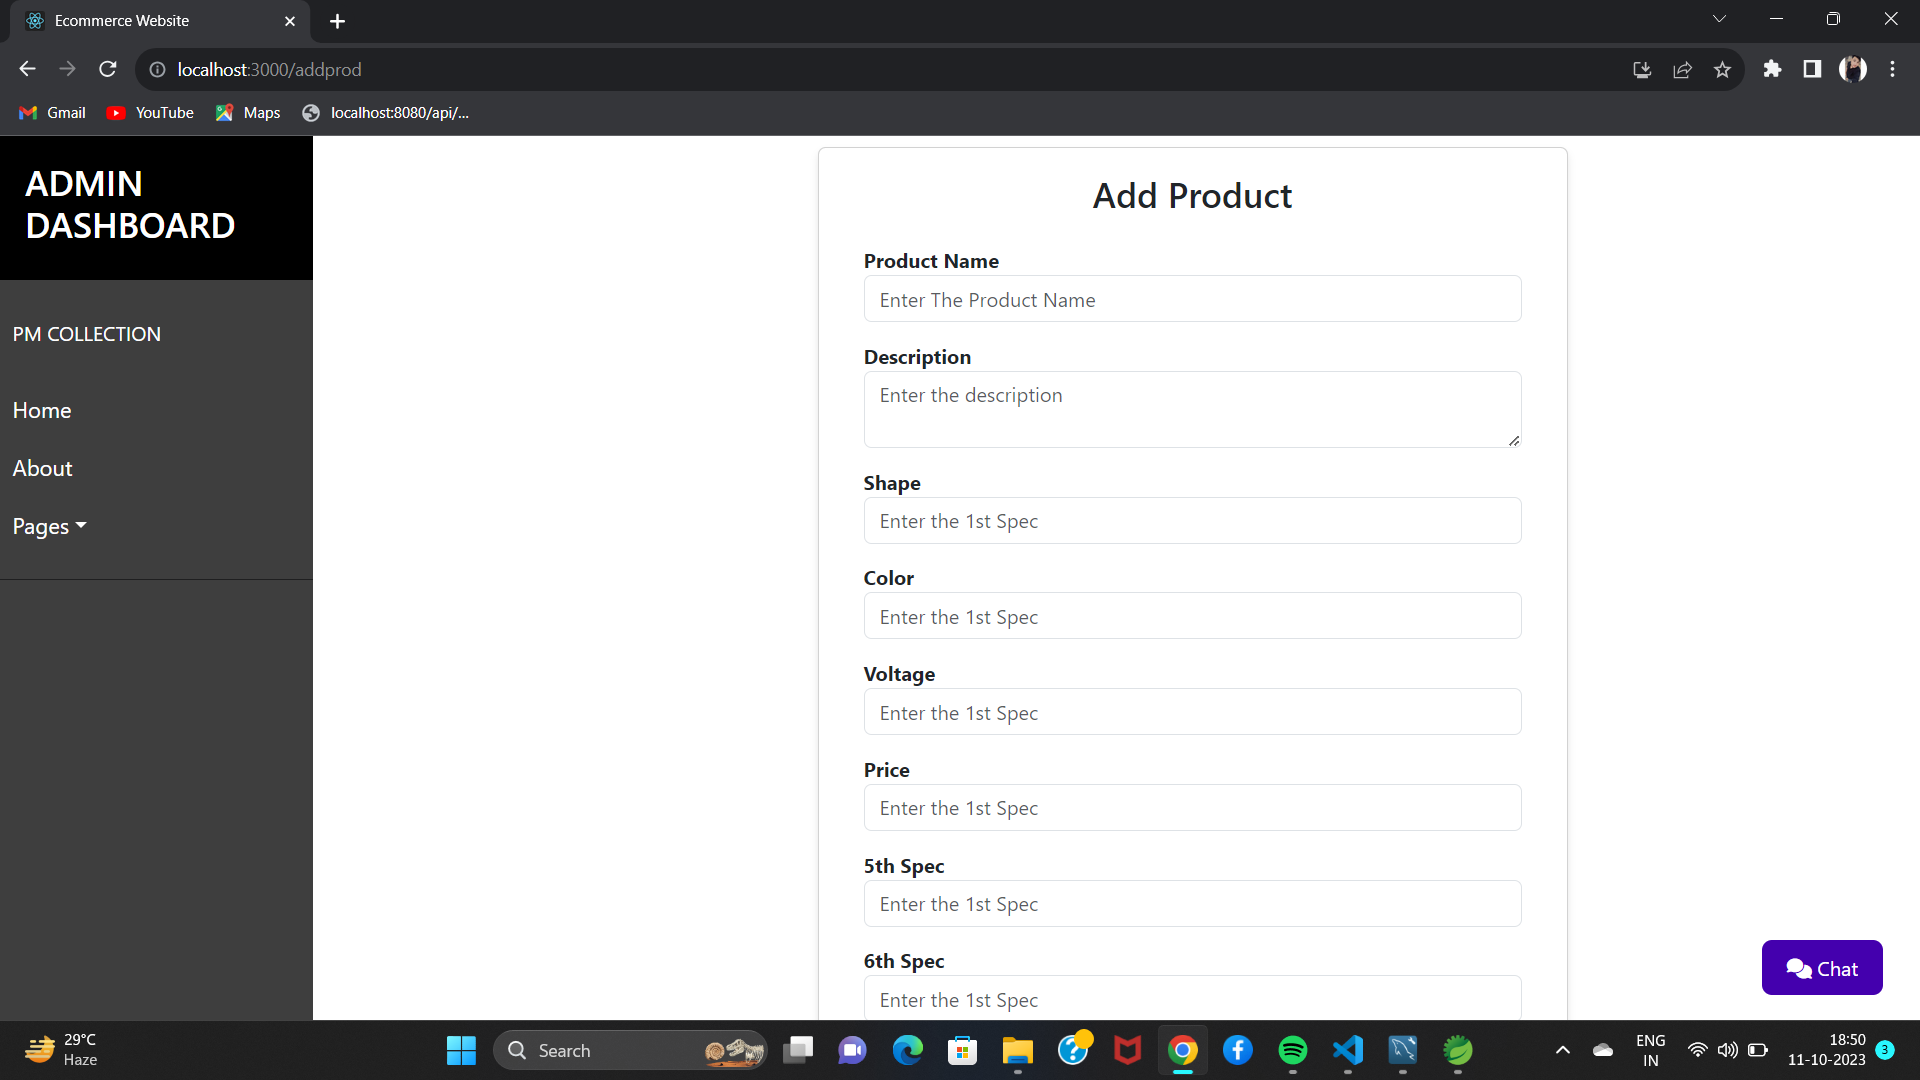 Ecommerce Website
localhost:3000/addprod
Gmail
YouTube
Maps
localhost:8080/api/...
ADMIN
DASHBOARD
PM COLLECTION
Home
About
Pages
Add Product
Product Name
Enter The Product Name
Description
Enter the description
Shape
Enter the 1st Spec
Color
Enter the 1st Spec
Voltage
Enter the 1st Spec
Price
Enter the 1st Spec
5th Spec
Enter the 1st Spec
6th Spec
Enter the 1st Spec
Chat
29°C
Haze
Search
ENG
IN
18:50
11-10-2023
3